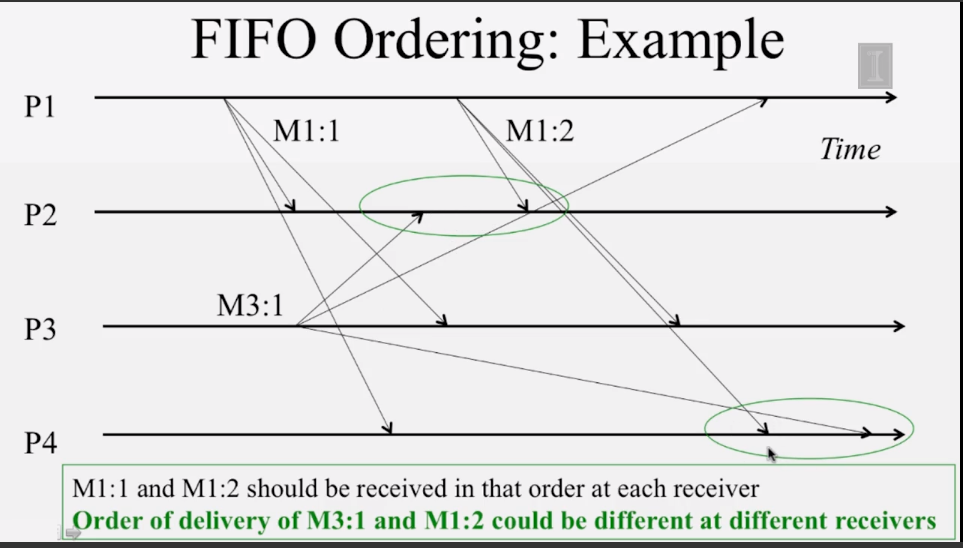 FIFO Ordering: Example
I
P1
M1:1
M1:2
Time
P2
M3:1
P3
P4
M1:1 and M1:2 should be received in that order at each receiver
Order of delivery of M3:1 and M1:2 could be different at different receivers